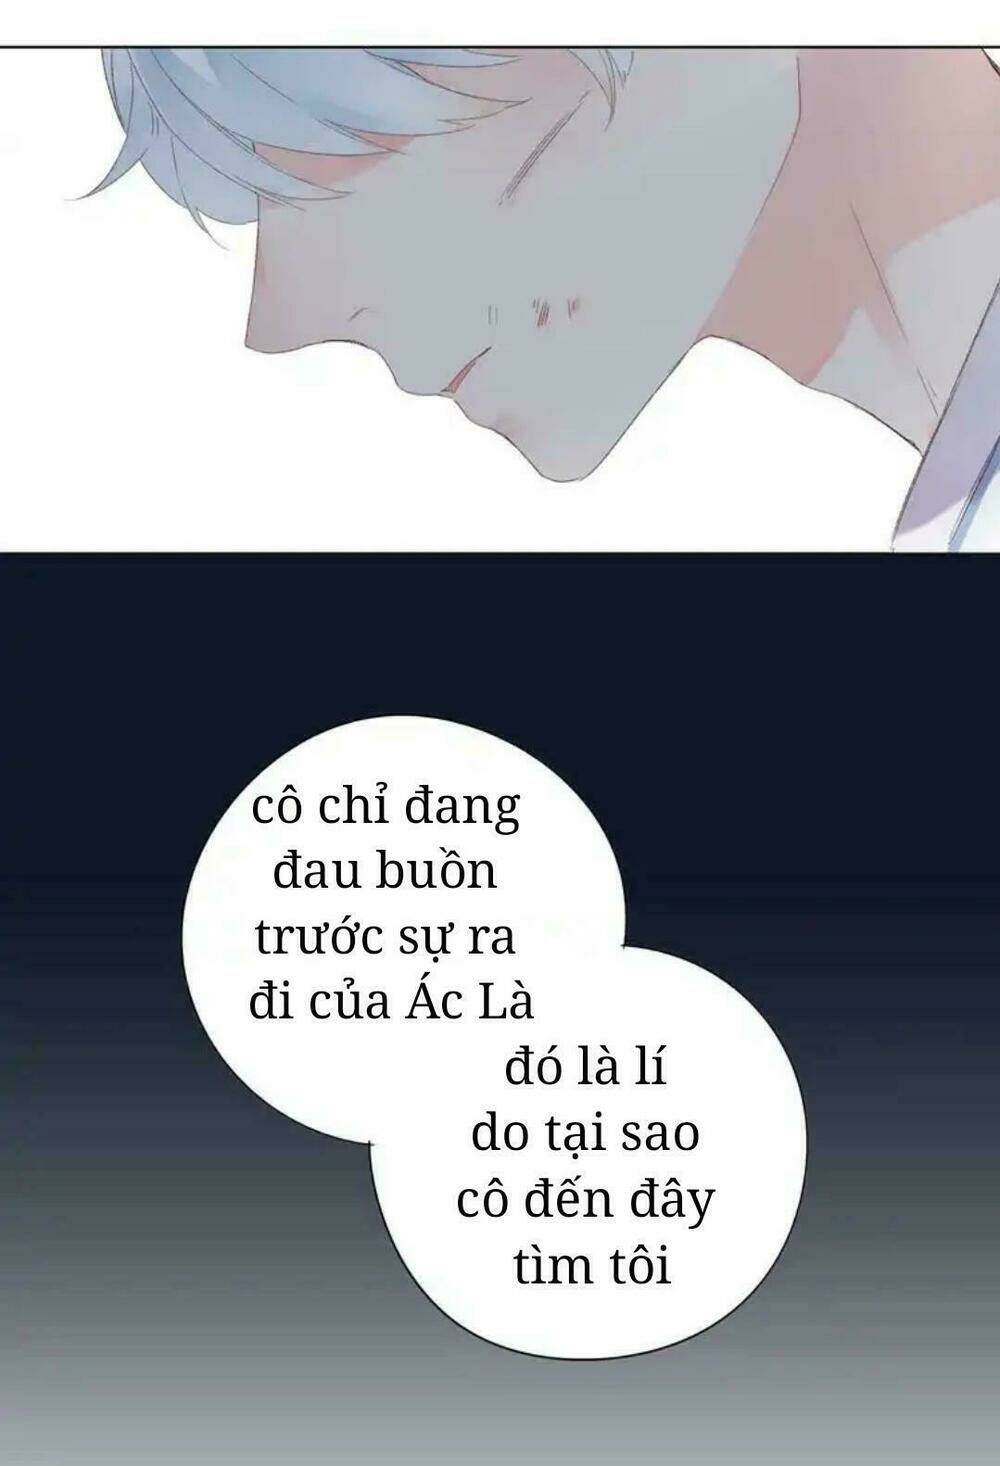 cô chỉ đang
đau buồn
trước sự ra
đi của Ác Là
đó là lí
do tại sao
cô đến đây
tìm tôi